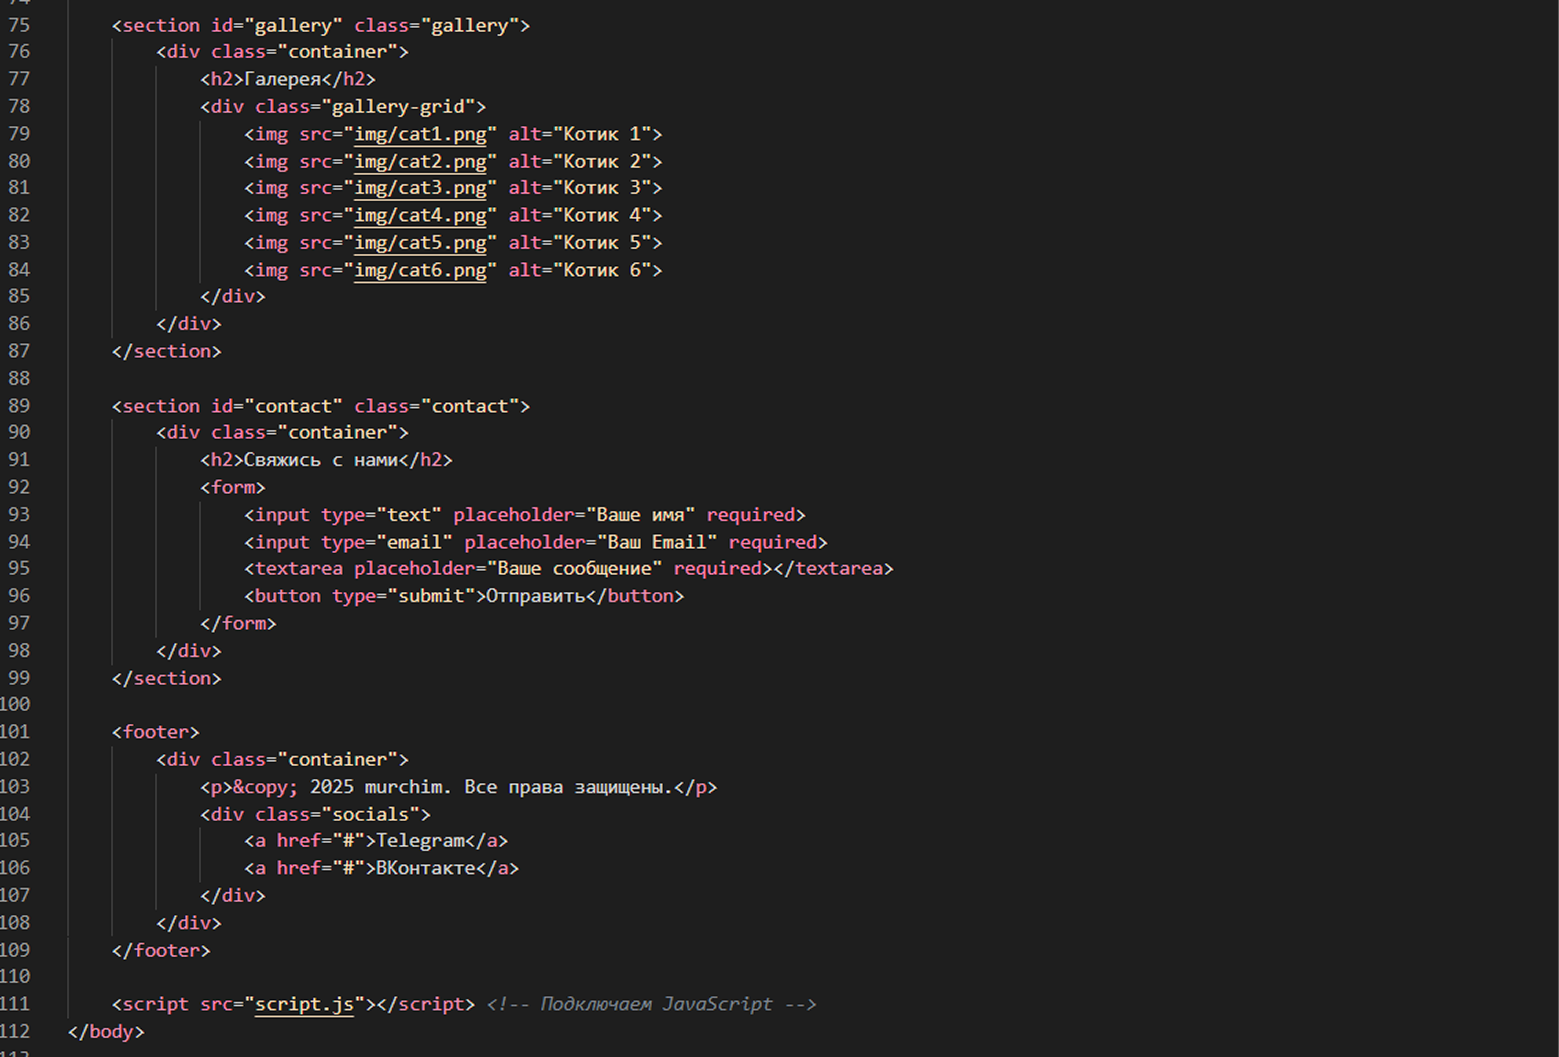 75 <section id="gallery" class="gallery">
76 <div class="container">
77 <h2>Галерея</h2>
78 <div class="gallery-grid">
79 <img src="img/cat1.png" alt="Котик 1">
80 <img src="img/cat2.png" alt="Котик 2">
81 <img src="img/cat3.png" alt="Котик 3">
82 <img src="img/cat4.png" alt="Котик 4">
83 <img src="img/cat5.png" alt="Котик 5">
84 <img src="img/cat6.png" alt="Котик 6">
85 </div>
86 </div>
87 </section>
88
89 <section id="contact" class="contact">
90 <div class="container">
91 <h2>Свяжись с нами</h2>
92 <form>
93 <input type="text" placeholder="Ваше имя" required>
94 <input type="email" placeholder="Ваш Email" required>
95 <textarea placeholder="Ваше сообщение" required></textarea>
96 <button type="submit">Отправить</button>
97 </form>
98 </div>
99 </section>
100
101 <footer>
102 <div class="container">
103 <p>&copy; 2025 murchim. Все права защищены.</p>
104 <div class="socials">
105 <a href="#">Telegram</a>
106 <a href="#">ВКонтакте</a>
107 </div>
108 </div>
109 </footer>
110
111 <script src="script.js"></script> <!-- Подключаем JavaScript -->
112 </body>